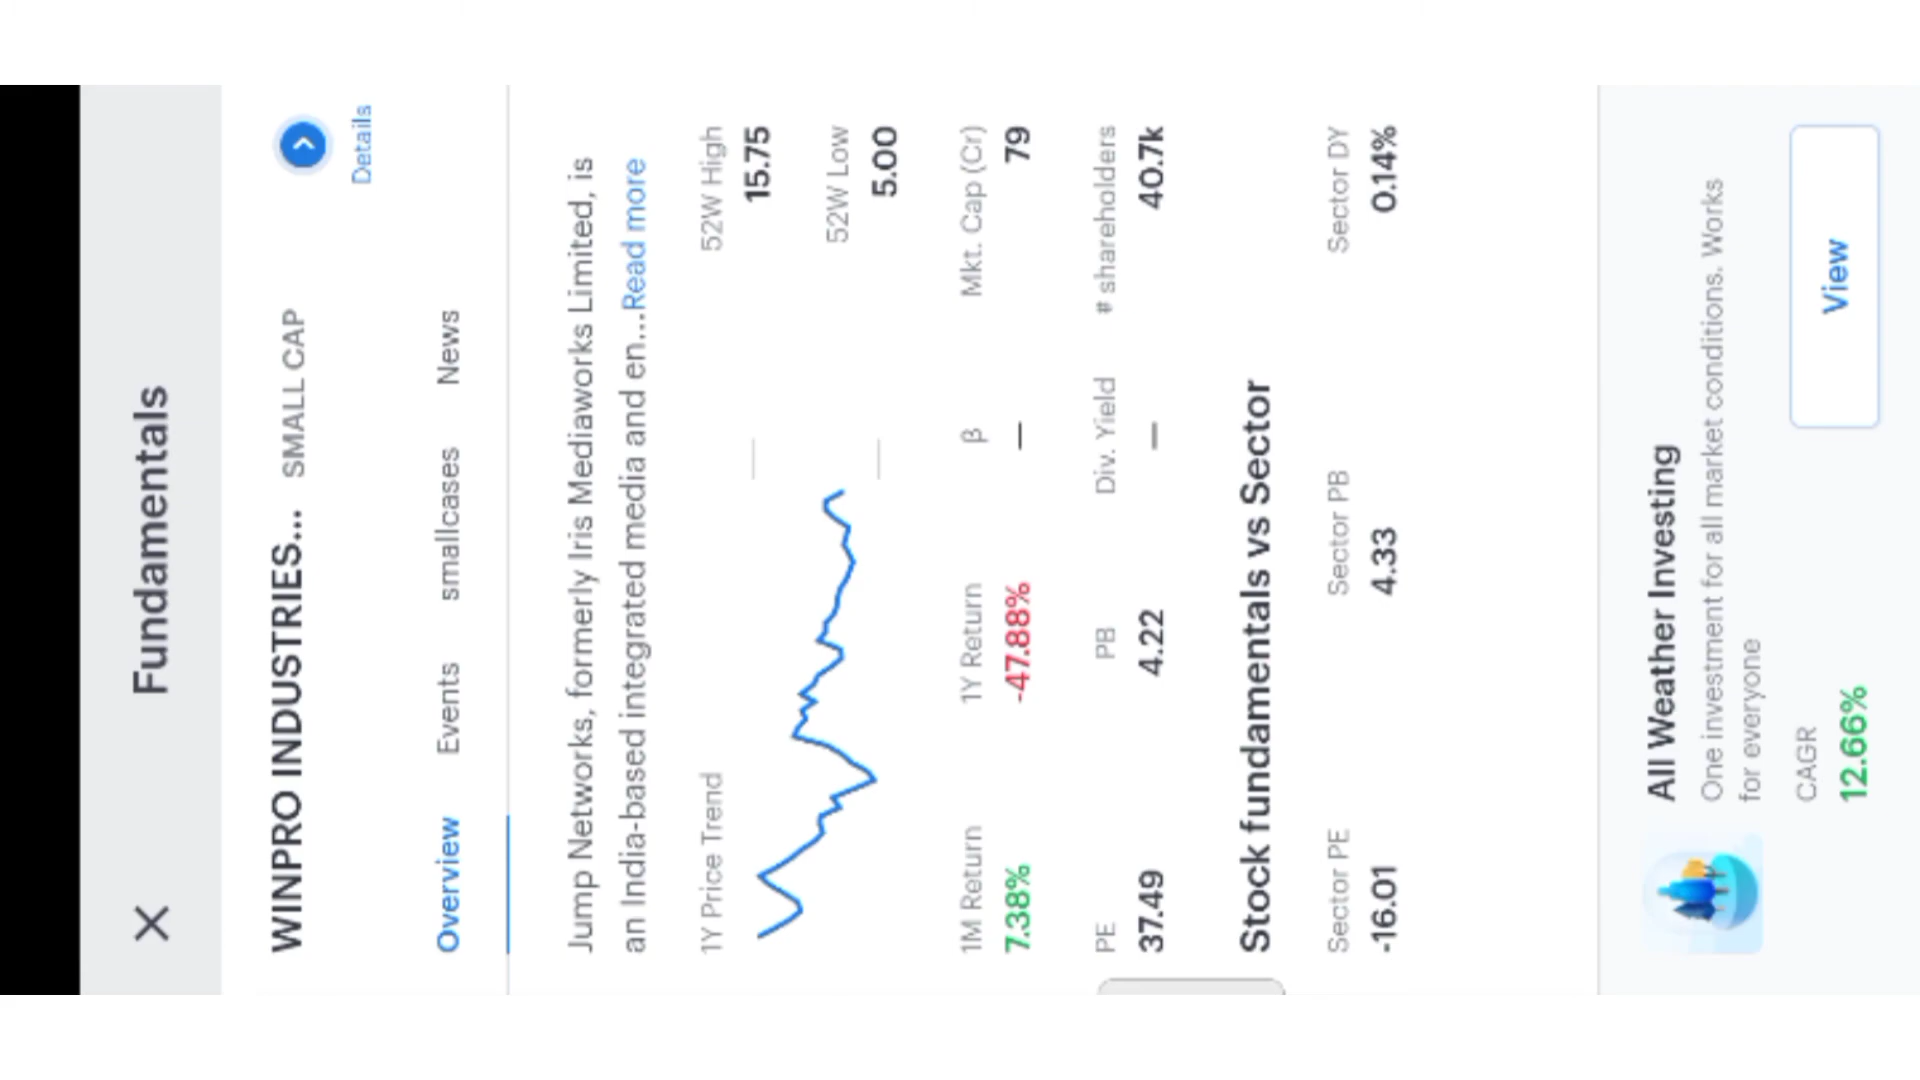 Fundamentals
WINPRO INDUSTRIES... SMALL CAP
Details
Overview Events smallcases News
Jump Networks, formerly Iris Mediaworks Limited, is
an India-based integrated media and en...Read more
1Y Price Trend 52W High
15.75
52W Low
5.00
1M Return 1Y Return β Mkt. Cap (Cr)
7.38% -47.88% — 79
PE PB Div. Yield # shareholders
37.49 4.22 — 40.7k
Stock fundamentals vs Sector
Sector PE Sector PB Sector DY
-16.01 4.33 0.14%
All Weather Investing
One investment for all market conditions. Works
for everyone
CAGR
12.66%
View